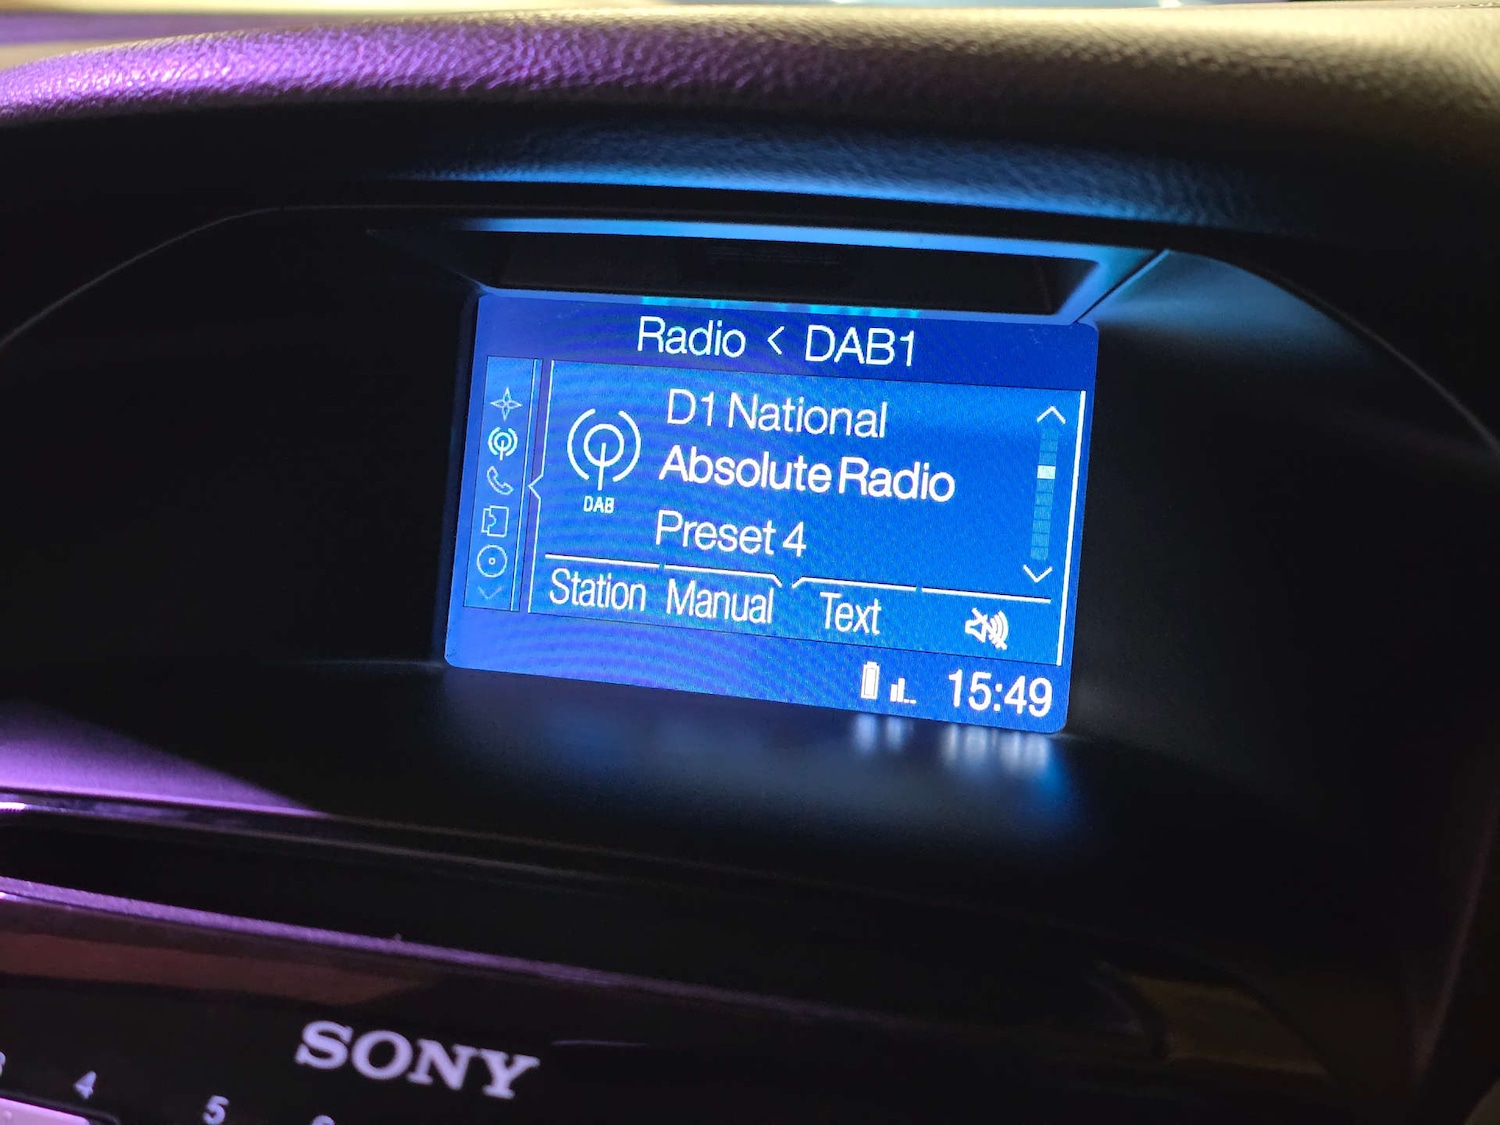 Radio < DAB1
D1 National
Absolute Radio
DAB
Preset 4
Station Manual Text
15:49
SONY
4
5